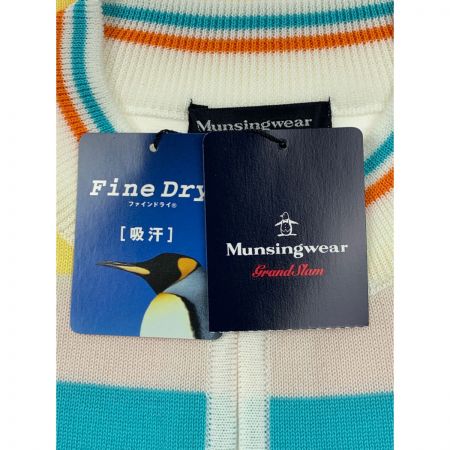 Munsingwear
Fine Dry
ファインドライ®
[吸汗]
Munsingwear
Grand Slam